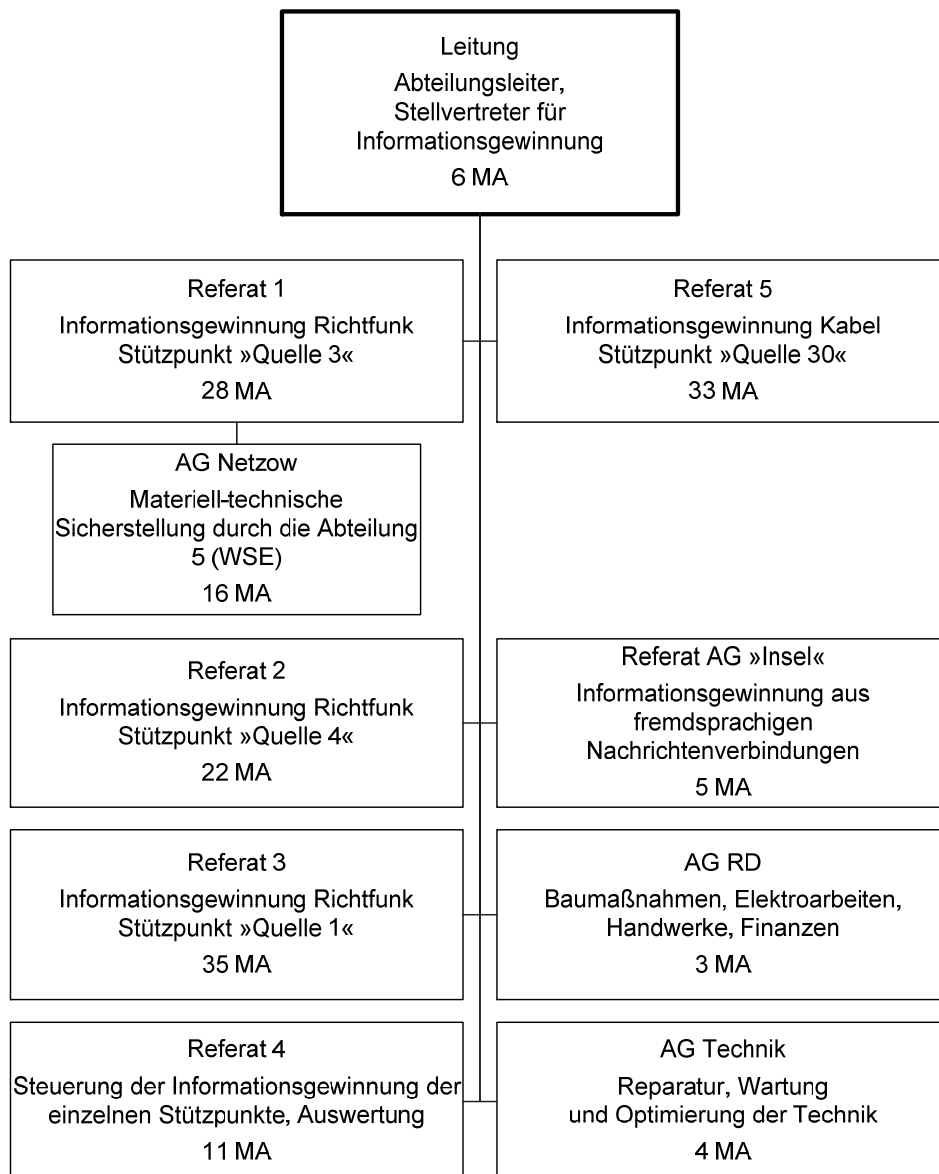 Leitung
Abteilungsleiter,
Stellvertreter für
Informationsgewinnung
6 MA
Referat 1
Informationsgewinnung Richtfunk
Stützpunkt »Quelle 3«
28 MA
Referat 5
Informationsgewinnung Kabel
Stützpunkt »Quelle 30«
33 MA
AG Netzow
Materiell-technische
Sicherstellung durch die Abteilung
5 (WSE)
16 MA
Referat 2
Informationsgewinnung Richtfunk
Stützpunkt »Quelle 4«
22 MA
Referat AG »Insel«
Informationsgewinnung aus
fremdsprachigen
Nachrichtenverbindungen
5 MA
Referat 3
Informationsgewinnung Richtfunk
Stützpunkt »Quelle 1«
35 MA
AG RD
Baumaßnahmen, Elektroarbeiten,
Handwerke, Finanzen
3 MA
Referat 4
Steuerung der Informationsgewinnung der
einzelnen Stützpunkte, Auswertung
11 MA
AG Technik
Reparatur, Wartung
und Optimierung der Technik
4 MA